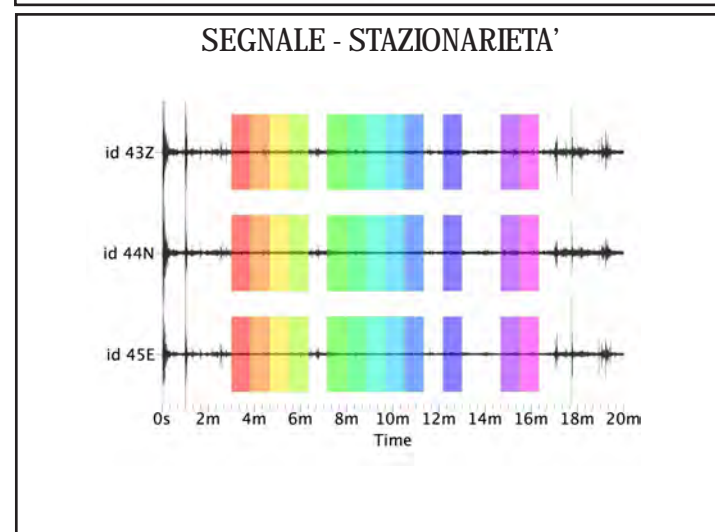 SEGNALE - STAZIONARIETA'
id 43Z
id 44N
id 45E
0s 2m 4m 6m 8m 10m 12m 14m 16m 18m 20m
Time